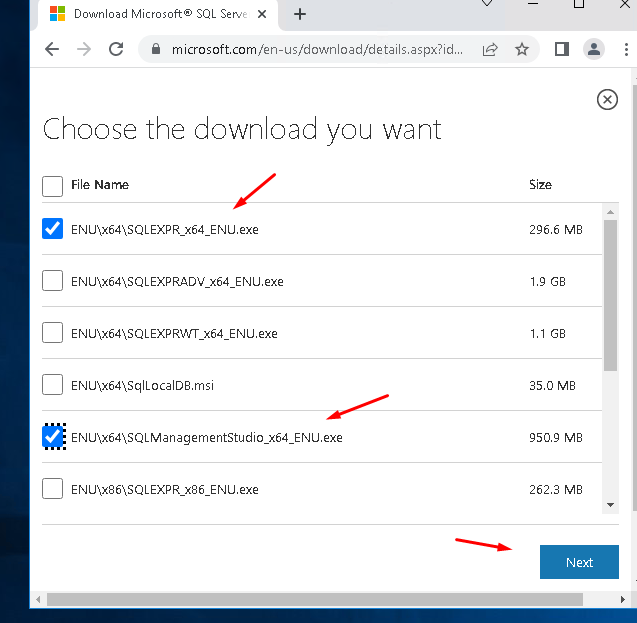 Download Microsoft® SQL Serve
microsoft.com/en-us/download/details.aspx?id...
Choose the download you want
File Name Size
ENU\x64\SQLEXPR_x64_ENU.exe 296.6 MB
ENU\x64\SQLEXPRADV_x64_ENU.exe 1.9 GB
ENU\x64\SQLEXPRWT_x64_ENU.exe 1.1 GB
ENU\x64\SqlLocalDB.msi 35.0 MB
ENU\x64\SQLManagementStudio_x64_ENU.exe 950.9 MB
ENU\x86\SQLEXPR_x86_ENU.exe 262.3 MB
Next